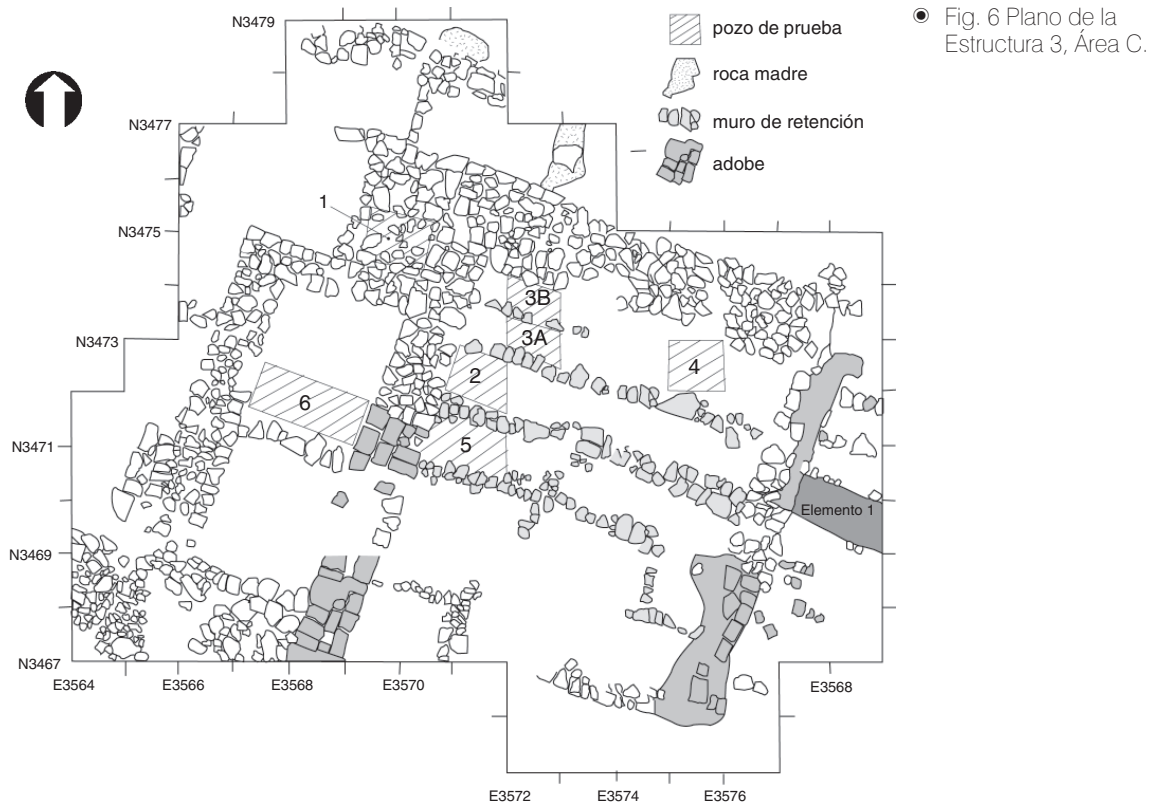 N3479
N3477
N3475
N3473
N3471
N3469
N3467
E3564
E3566
E3568
E3570
E3572
E3574
E3576
E3568
1
3B
3A
2
4
6
5
Elemento 1
pozo de prueba
roca madre
muro de retención
adobe
Fig. 6 Plano de la
Estructura 3, Área C.